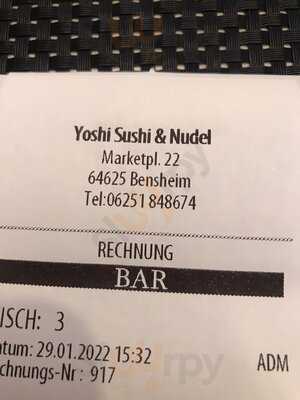 Yoshi Sushi & Nudel
Marketpl. 22
64625 Bensheim
Tel:06251 848674
RECHNUNG
BAR
ISCH: 3
atum: 29.01.2022 15:32
ADM
chnungs-Nr : 917